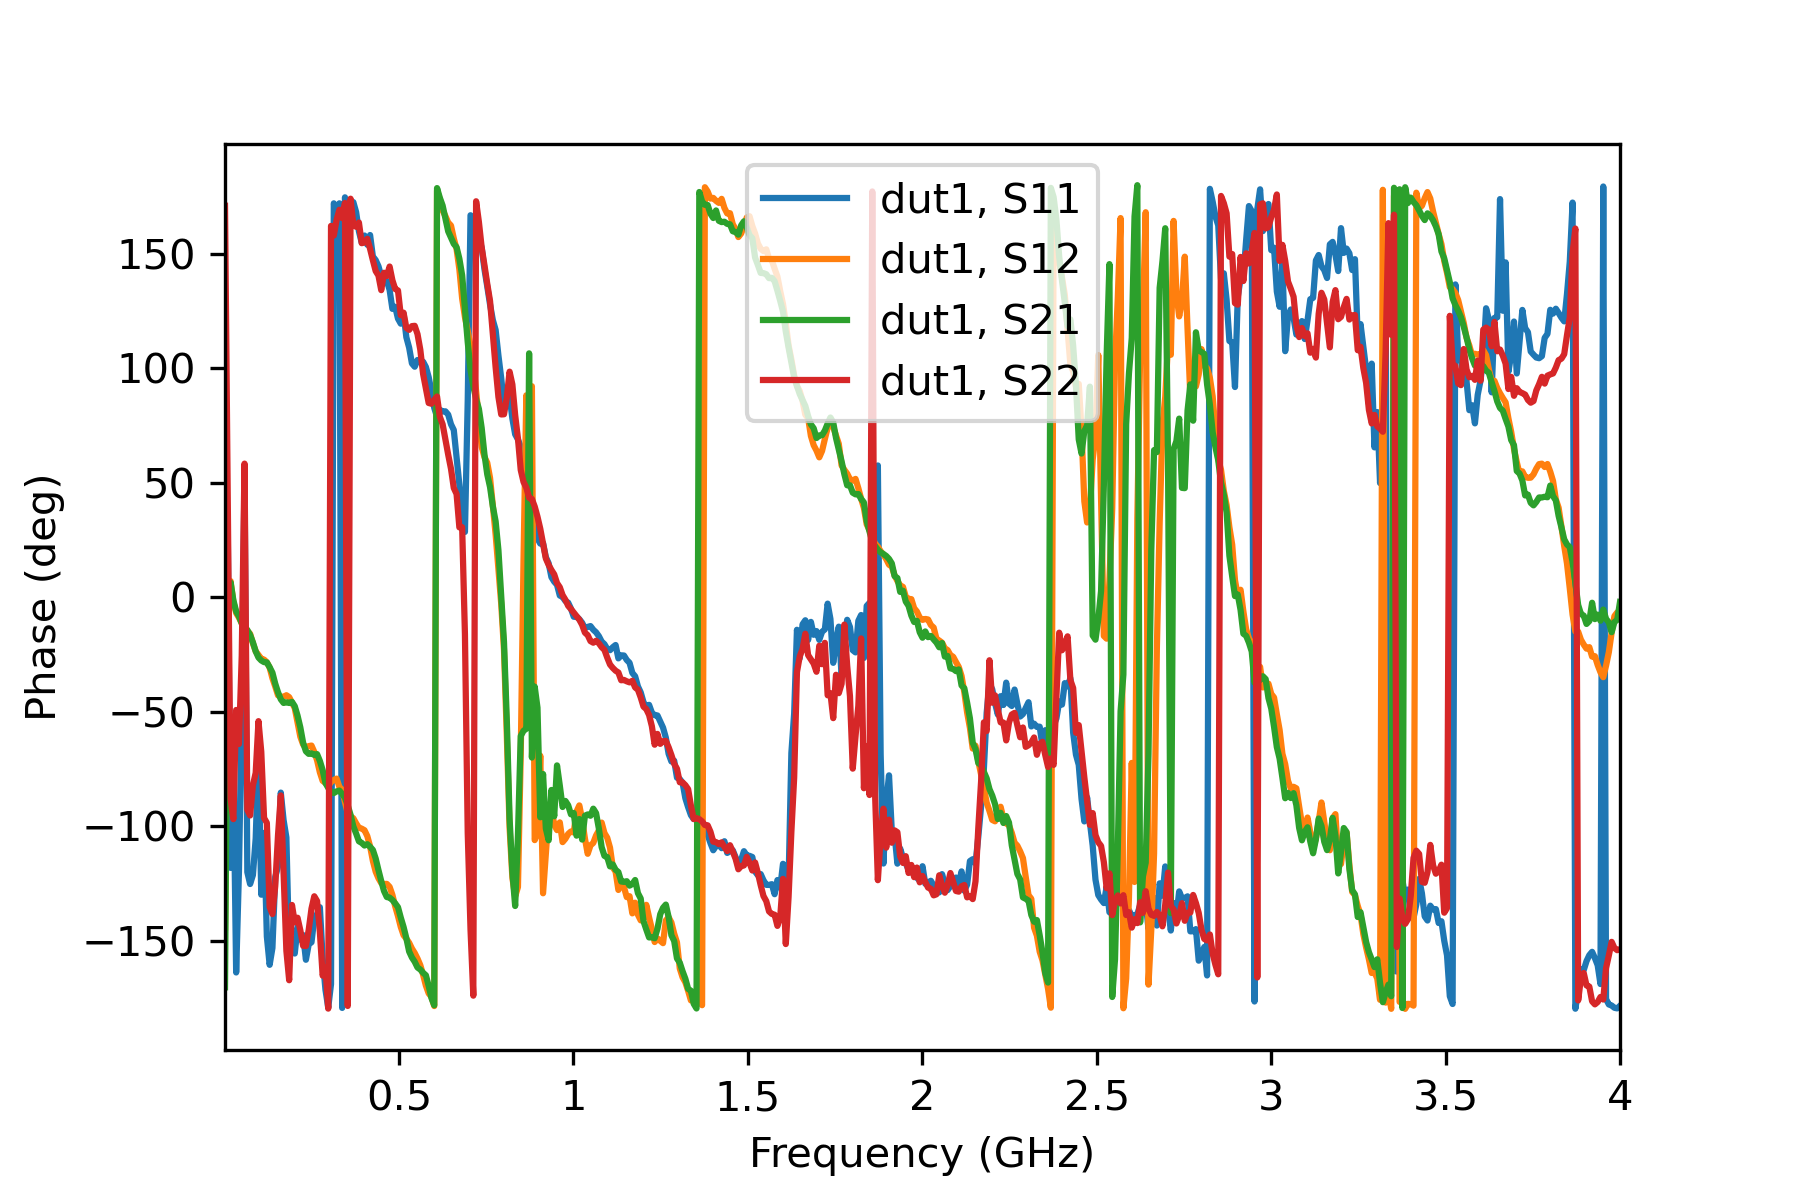 dut1, S11
dut1, S12
dut1, S21
dut1, S22
150
100
50
0
−50
−100
−150
Phase (deg)
0.5 1 1.5 2 2.5 3 3.5 4
Frequency (GHz)